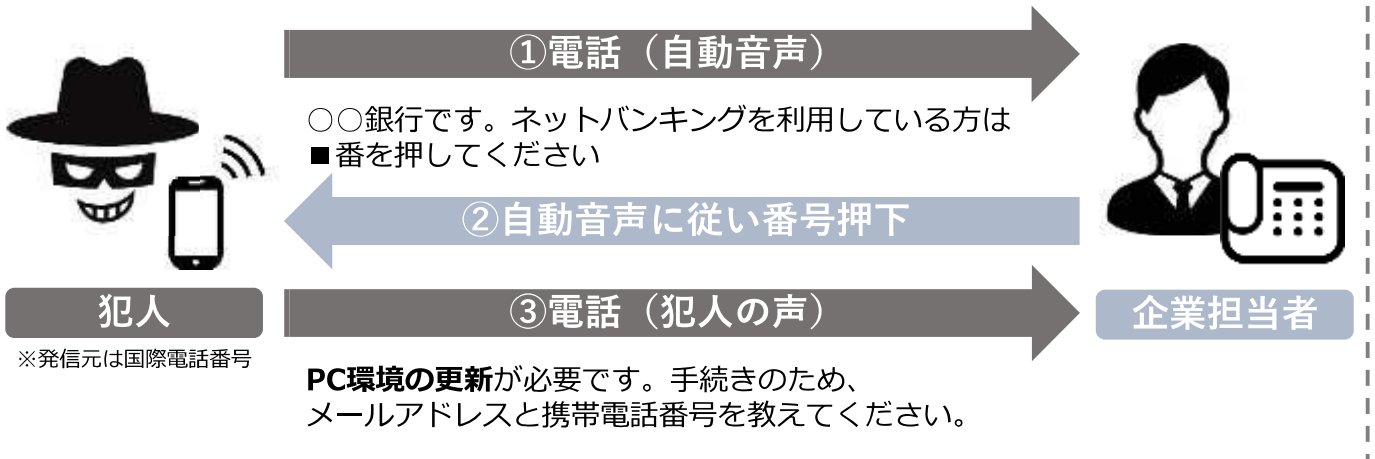 ①電話（自動音声）
○○銀行です。ネットバンキングを利用している方は
■番を押してください
②自動音声に従い番号押下
犯人
※発信元は国際電話番号
③電話（犯人の声）
企業担当者
PC環境の更新が必要です。手続きのため、
メールアドレスと携帯電話番号を教えてください。